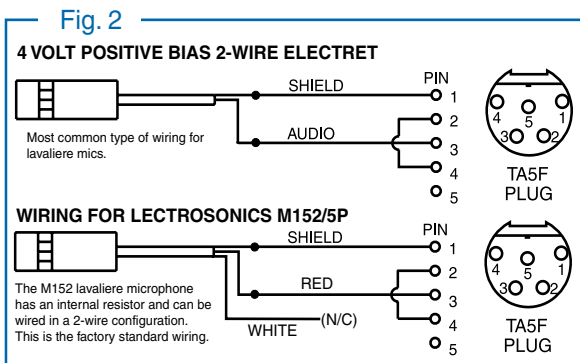 Fig. 2
4 VOLT POSITIVE BIAS 2-WIRE ELECTRET
PIN
SHIELD
1
2
AUDIO
3
4
5
Most common type of wiring for
lavaliere mics.
4 5 1
3 2
TA5F
PLUG
WIRING FOR LECTROSONICS M152/5P
PIN
SHIELD
1
2
RED
3
WHITE (N/C)
4
5
The M152 lavaliere microphone
has an internal resistor and can be
wired in a 2-wire configuration.
This is the factory standard wiring.
4 5 1
3 2
TA5F
PLUG